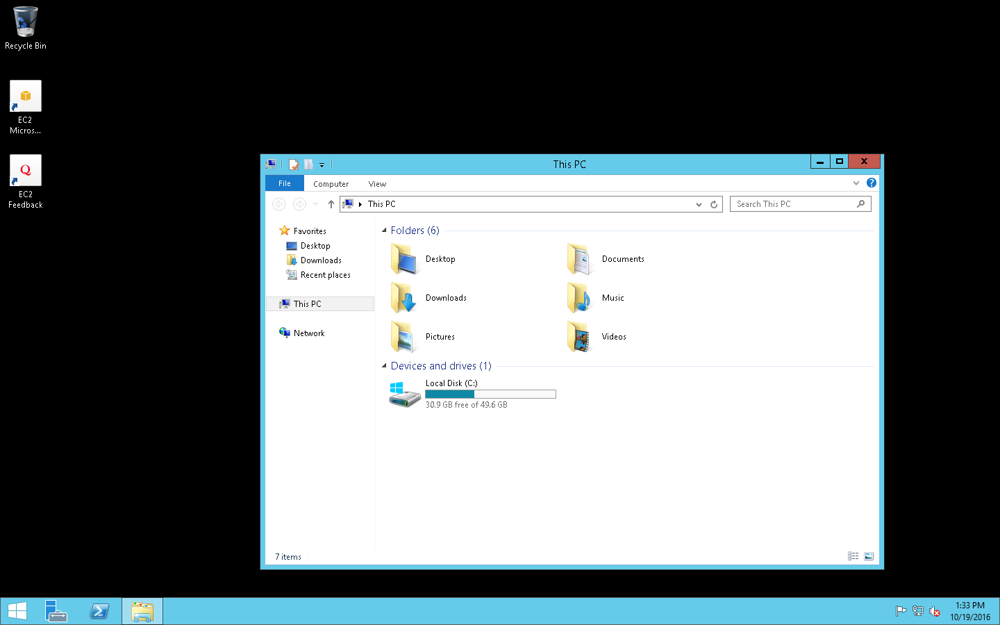 Recycle Bin
EC2
Micros...
Q
EC2
Feedback
This PC
File
Computer
View
?
This PC
Search This PC
Favorites
Desktop
Downloads
Recent places
This PC
Network
Folders (6)
Desktop
Documents
Downloads
Music
Pictures
Videos
Devices and drives (1)
Local Disk (C:)
30.9 GB free of 49.6 GB
7 items
1:33 PM
10/19/2016